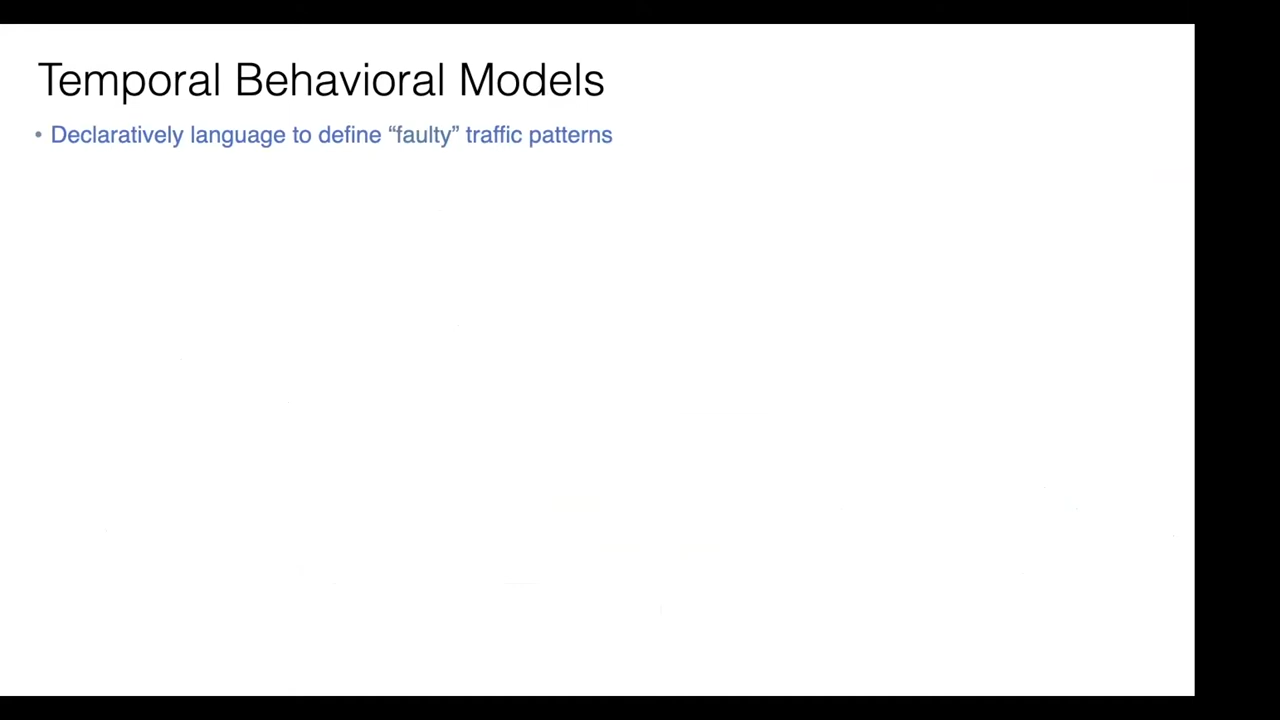 Temporal Behavioral Models
• Declaratively language to define “faulty” traffic patterns